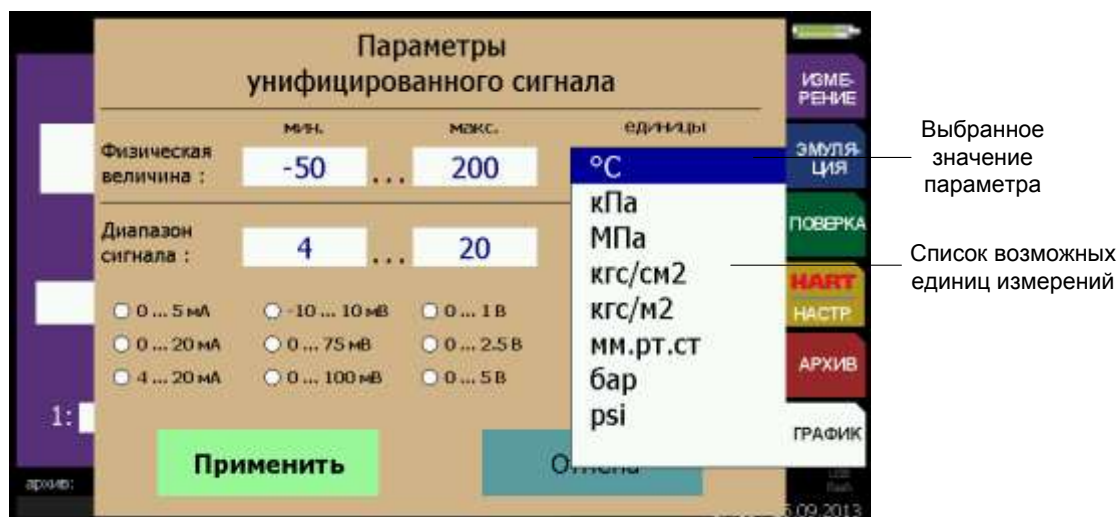 Параметры
унифицированного сигнала
мин.
макс.
единицы
Физическая
величина :
-50
...
200
°C
кПа
МПа
кгс/см2
кгс/м2
мм.рт.ст
бар
psi
Диапазон
сигнала :
4
...
20
0 ... 5 мА
-10 ... 10 мВ
0 ... 1 В
0 ... 20 мА
0 ... 75 мВ
0 ... 2.5 В
4 ... 20 мА
0 ... 100 мВ
0 ... 5 В
1:
Применить
архив:
ИЗМЕ-
РЕНИЕ
ЭМУЛЯ-
ЦИЯ
ПОВЕРКА
HART
НАСТР.
АРХИВ
ГРАФИК
.09.2013
Выбранное
значение
параметра
Список возможных
единиц измерений